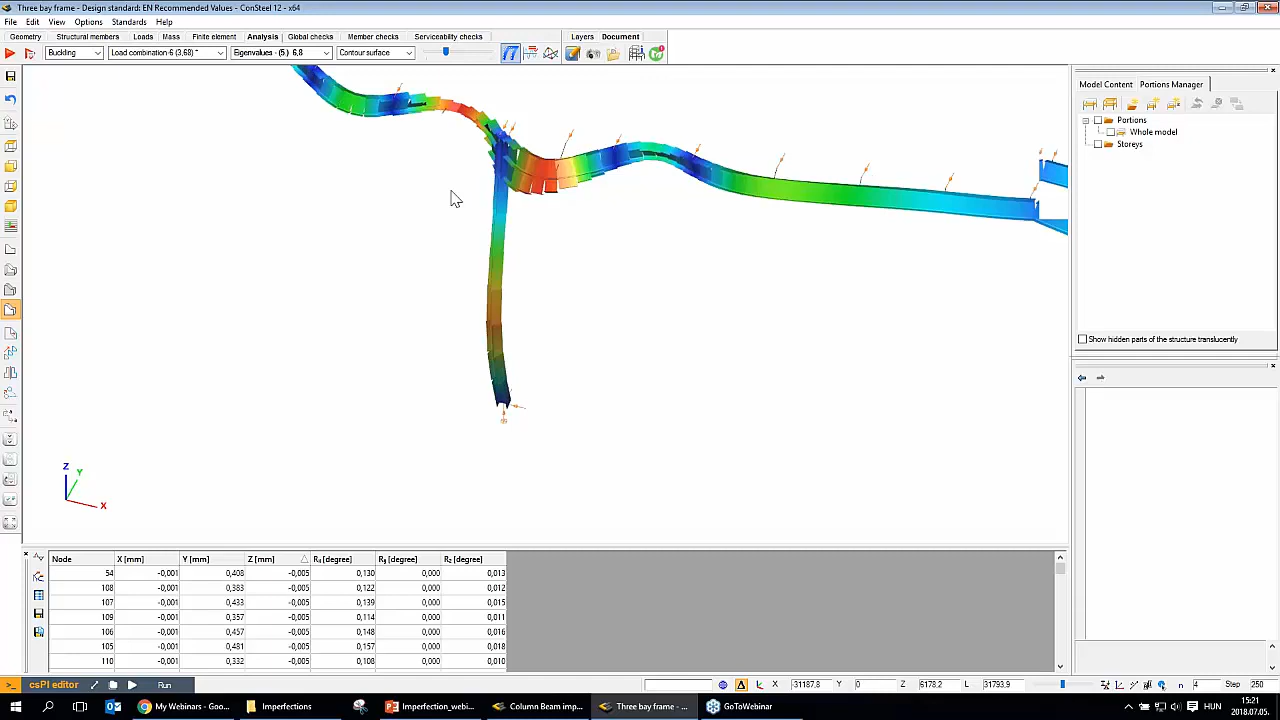 Three bay frame - Design standard: EN Recommended Values - ConSteel 12 - x64
File Edit View Options Standards Help
Geometry Structural members Loads Mass Finite element Analysis Global checks Member checks Serviceability checks Layers Document
Buckling Load combination-6 (3,68) * Eigenvalues - (5 ) 6,8 Contour surface
Model Content Portions Manager
Portions
Whole model
Storeys
Show hidden parts of the structure translucently
Z
Y
X
Node X [mm] Y [mm] Z [mm] Rx [degree] Ry [degree] Rz [degree]
54 -0,001 0,408 -0,005 0,130 0,000 0,013
108 -0,001 0,383 -0,005 0,122 0,000 0,012
107 -0,001 0,433 -0,005 0,139 0,000 0,015
109 -0,001 0,357 -0,005 0,114 0,000 0,011
106 -0,001 0,457 -0,005 0,148 0,000 0,016
105 -0,001 0,481 -0,005 0,157 0,000 0,018
110 -0,001 0,332 -0,005 0,108 0,000 0,010
csPI editor Run X -31187,8 Y 0 Z 6178,2 L 31793,9 n 4 Step 250
My Webinars - Goo... Imperfections Imperfection_webi... Column Beam imp... Three bay frame - ... GoToWebinar HUN 15:21
2018.07.05.